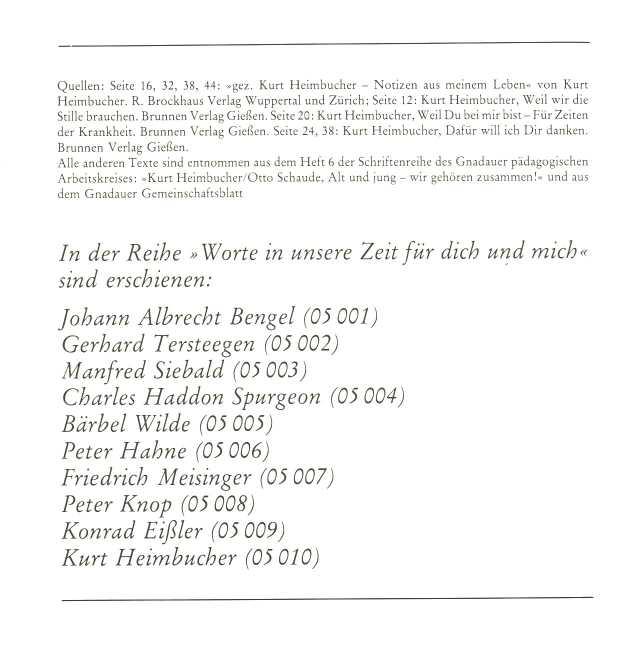 Quellen: Seite 16, 32, 38, 44: »gez. Kurt Heimbucher – Notizen aus meinem Leben« von Kurt
Heimbucher. R. Brockhaus Verlag Wuppertal und Zürich; Seite 12: Kurt Heimbucher, Weil wir die
Stille brauchen. Brunnen Verlag Gießen. Seite 20: Kurt Heimbucher, Weil Du bei mir bist – Für Zeiten
der Krankheit. Brunnen Verlag Gießen. Seite 24, 38: Kurt Heimbucher, Dafür will ich Dir danken.
Brunnen Verlag Gießen.
Alle anderen Texte sind entnommen aus dem Heft 6 der Schriftenreihe des Gnadauer pädagogischen
Arbeitskreises: »Kurt Heimbucher/Otto Schaude, Alt und jung – wir gehören zusammen!« und aus
dem Gnadauer Gemeinschaftsblatt
In der Reihe »Worte in unsere Zeit für dich und mich«
sind erschienen:
Johann Albrecht Bengel (05 001)
Gerhard Tersteegen (05 002)
Manfred Siebald (05 003)
Charles Haddon Spurgeon (05 004)
Bärbel Wilde (05 005)
Peter Hahne (05 006)
Friedrich Meisinger (05 007)
Peter Knop (05 008)
Konrad Eißler (05 009)
Kurt Heimbucher (05 010)